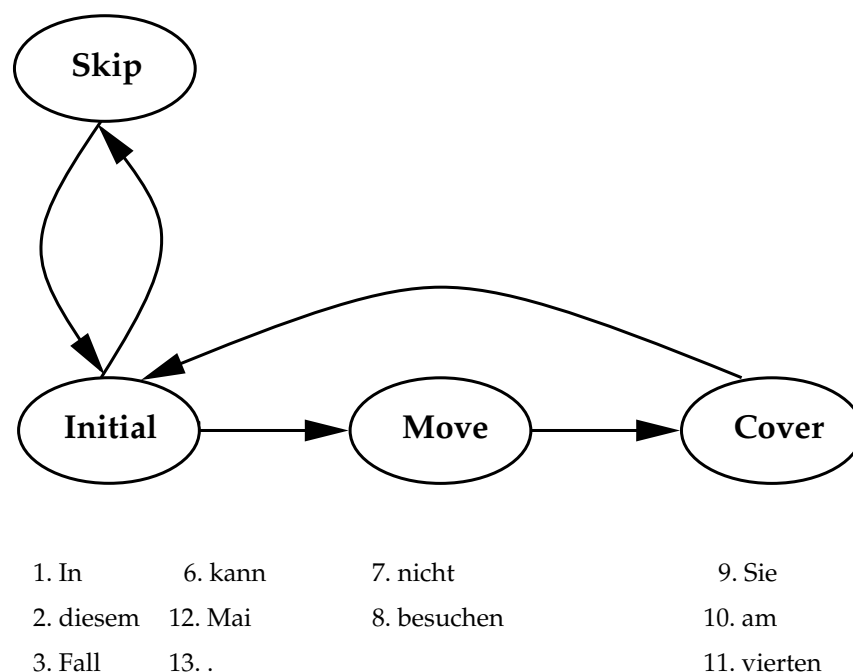 Skip
Initial Move Cover
1. In 6. kann 7. nicht 9. Sie
2. diesem 12. Mai 8. besuchen 10. am
3. Fall 13. . 11. vierten